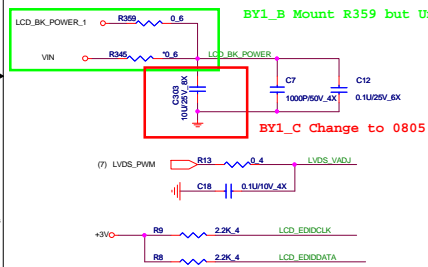 BY1_B Mount R359 but U
LCD_BK_POWER_1 R359 0_6
VIN R345 *0_6 LCD_BK_POWER
C303 10U/25V_8X
C7 1000P/50V_4X
C12 0.1U/25V_6X
BY1_C Change to 0805
(7) LVDS_PWM R13 0_4 LVDS_VADJ
C18 0.1U/10V_4X
+3V R9 2.2K_4 LCD_EDIDCLK
R8 2.2K_4 LCD_EDIDDATA